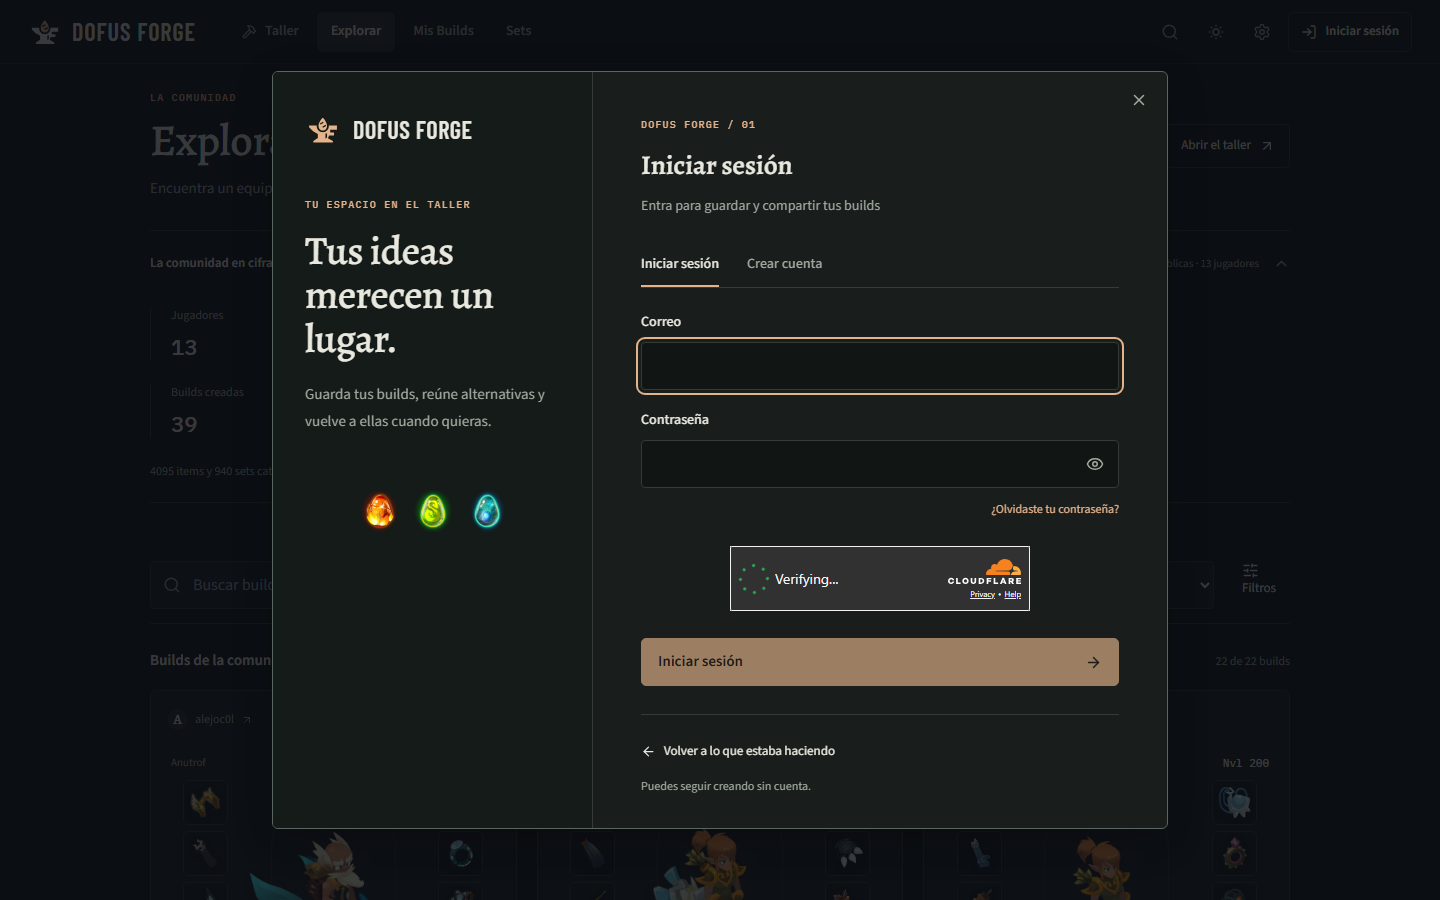 DOFUS FORGE
Taller
Explorar
Mis Builds
Sets
Iniciar sesión
LA COMUNIDAD
Explora
Encuentra un equip
Abrir el taller
La comunidad en cifra
blicas · 13 jugadores
Jugadores
13
Builds creadas
39
4095 items y 940 sets cat
Buscar build
Filtros
Builds de la comun
22 de 22 builds
A alejoc0l
Anutrof
Nvl 200
DOFUS FORGE
TU ESPACIO EN EL TALLER
Tus ideas
merecen un
lugar.
Guarda tus builds, reúne alternativas y
vuelve a ellas cuando quieras.
DOFUS FORGE / 01
Iniciar sesión
Entra para guardar y compartir tus builds
Iniciar sesión
Crear cuenta
Correo
Contraseña
¿Olvidaste tu contraseña?
Verifying...
CLOUDFLARE
Privacy • Help
Iniciar sesión
Volver a lo que estaba haciendo
Puedes seguir creando sin cuenta.